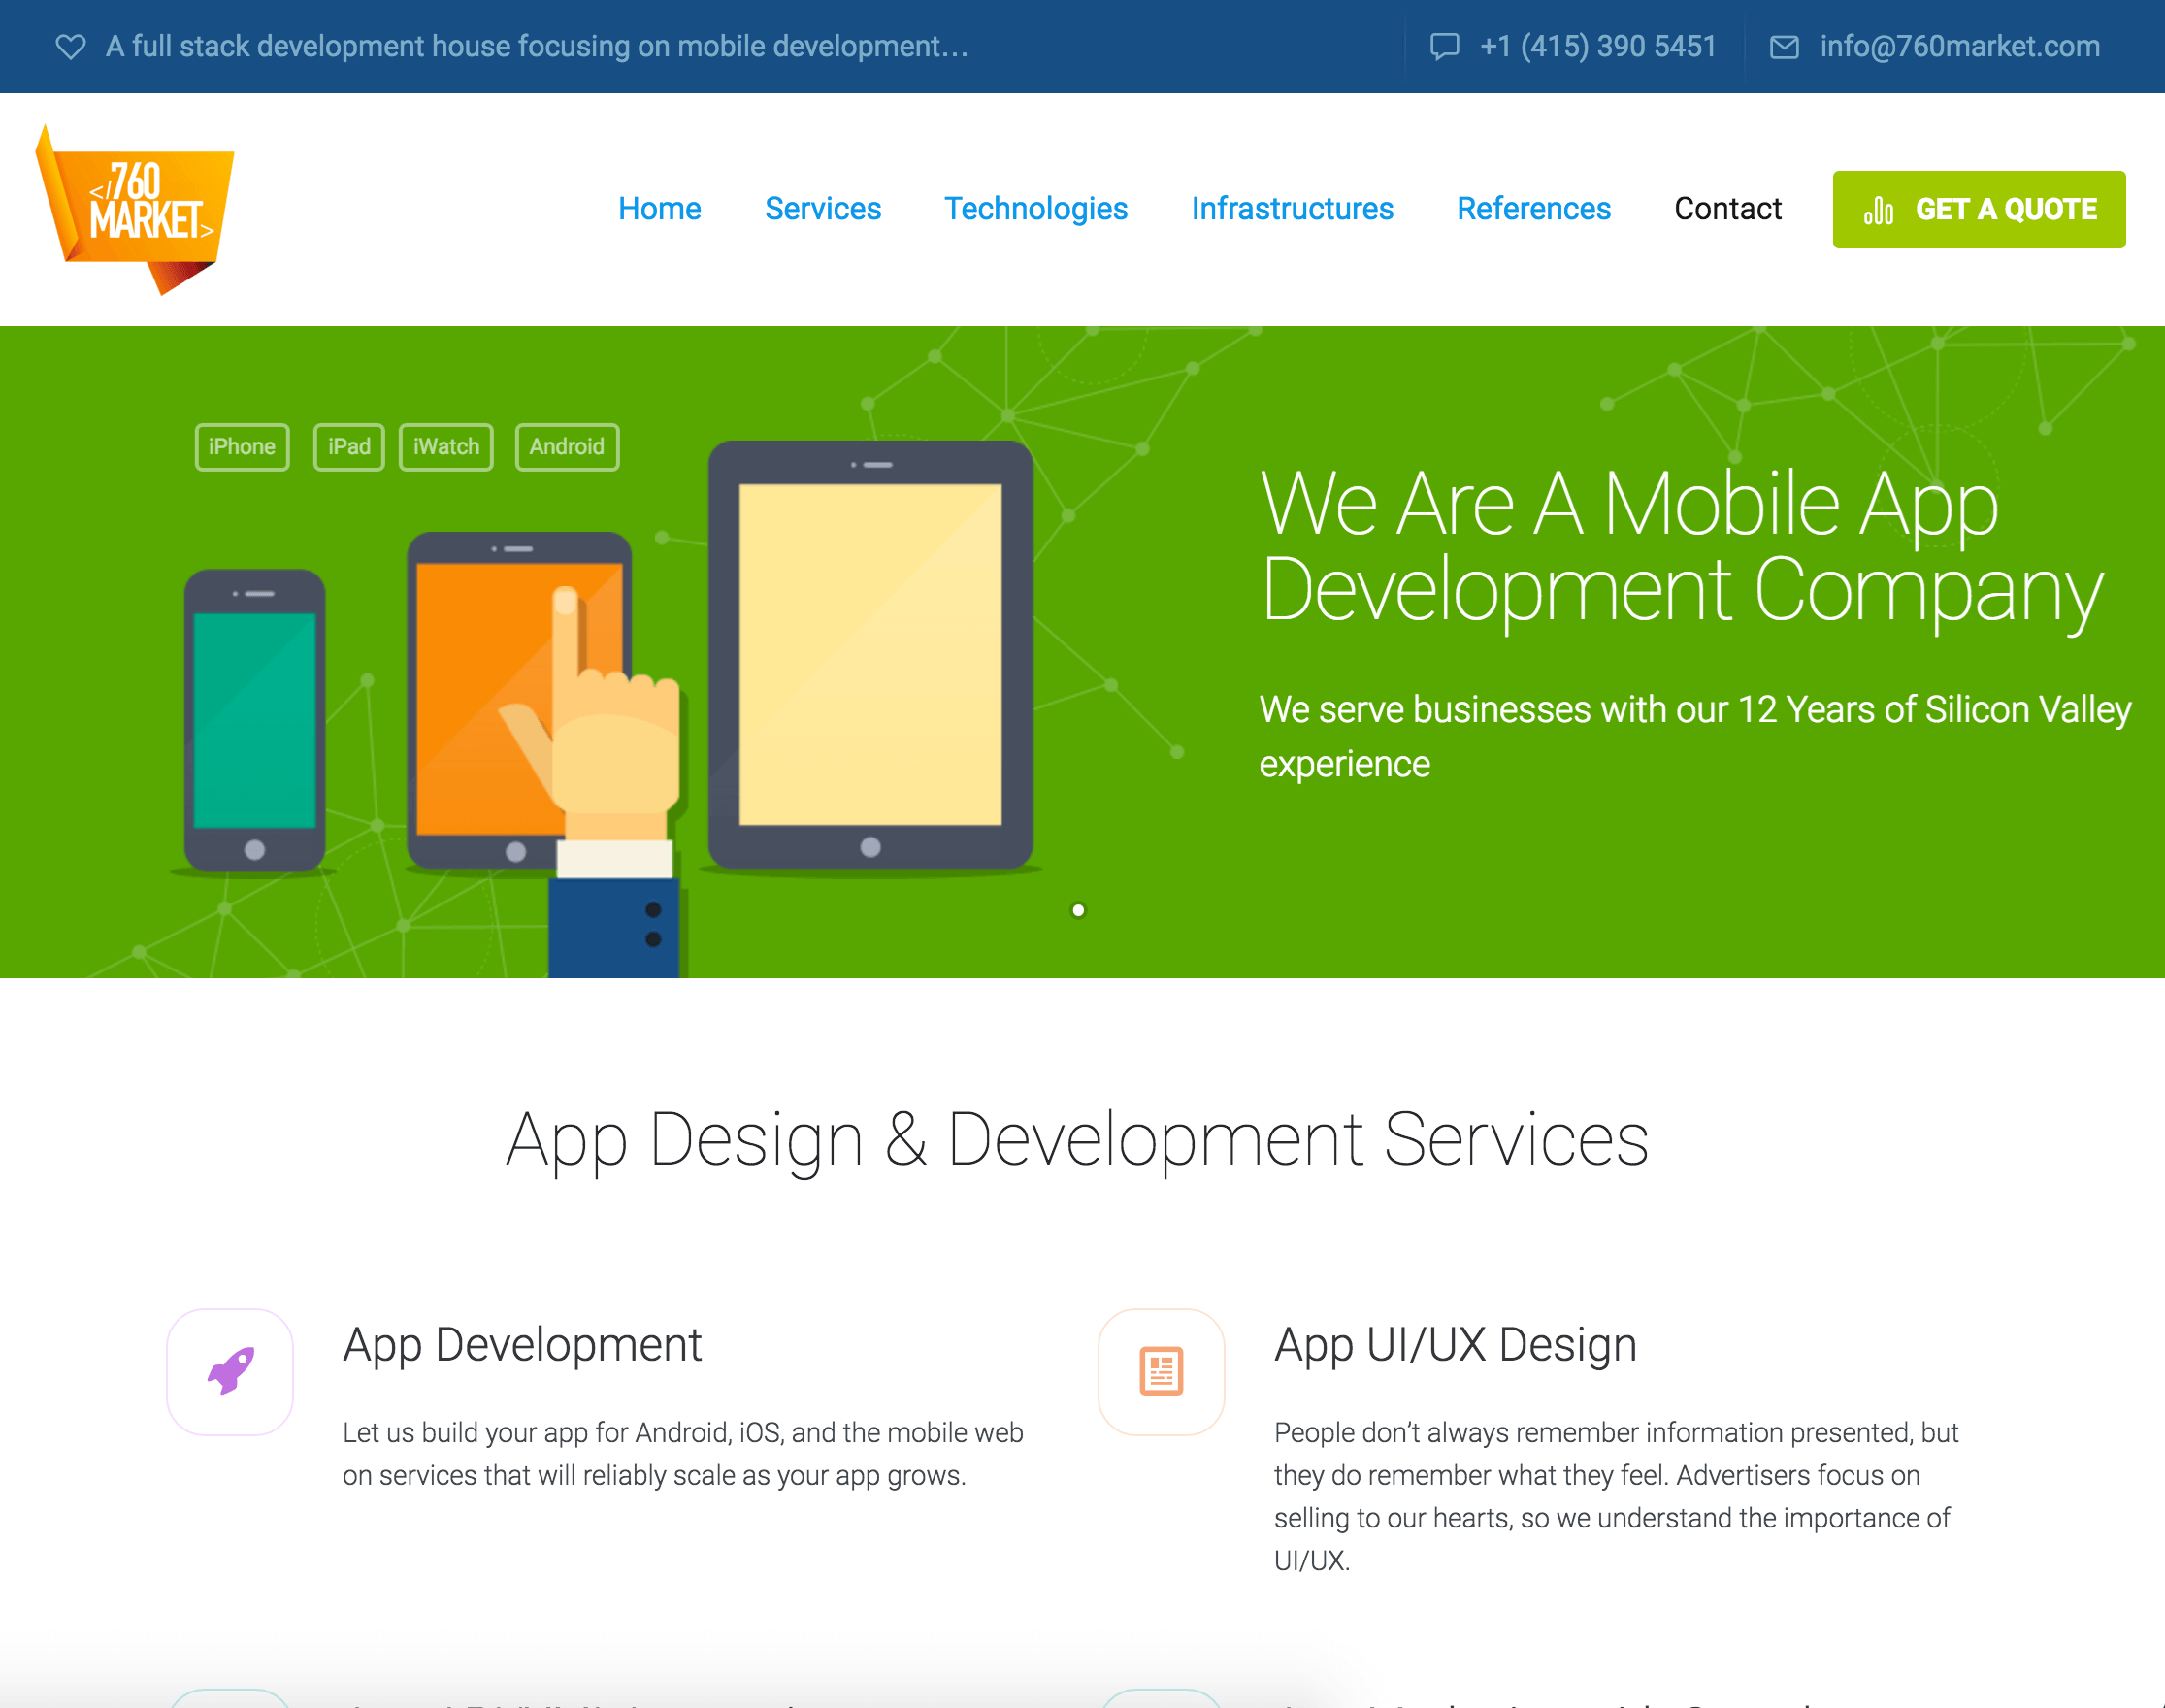 A full stack development house focusing on mobile development...
+1 (415) 390 5451
info@760market.com
</760
MARKET>
Home
Services
Technologies
Infrastructures
References
Contact
GET A QUOTE
iPhone
iPad
iWatch
Android
We Are A Mobile App
Development Company
We serve businesses with our 12 Years of Silicon Valley
experience
App Design & Development Services
App Development
Let us build your app for Android, iOS, and the mobile web
on services that will reliably scale as your app grows.
App UI/UX Design
People don’t always remember information presented, but
they do remember what they feel. Advertisers focus on
selling to our hearts, so we understand the importance of
UI/UX.